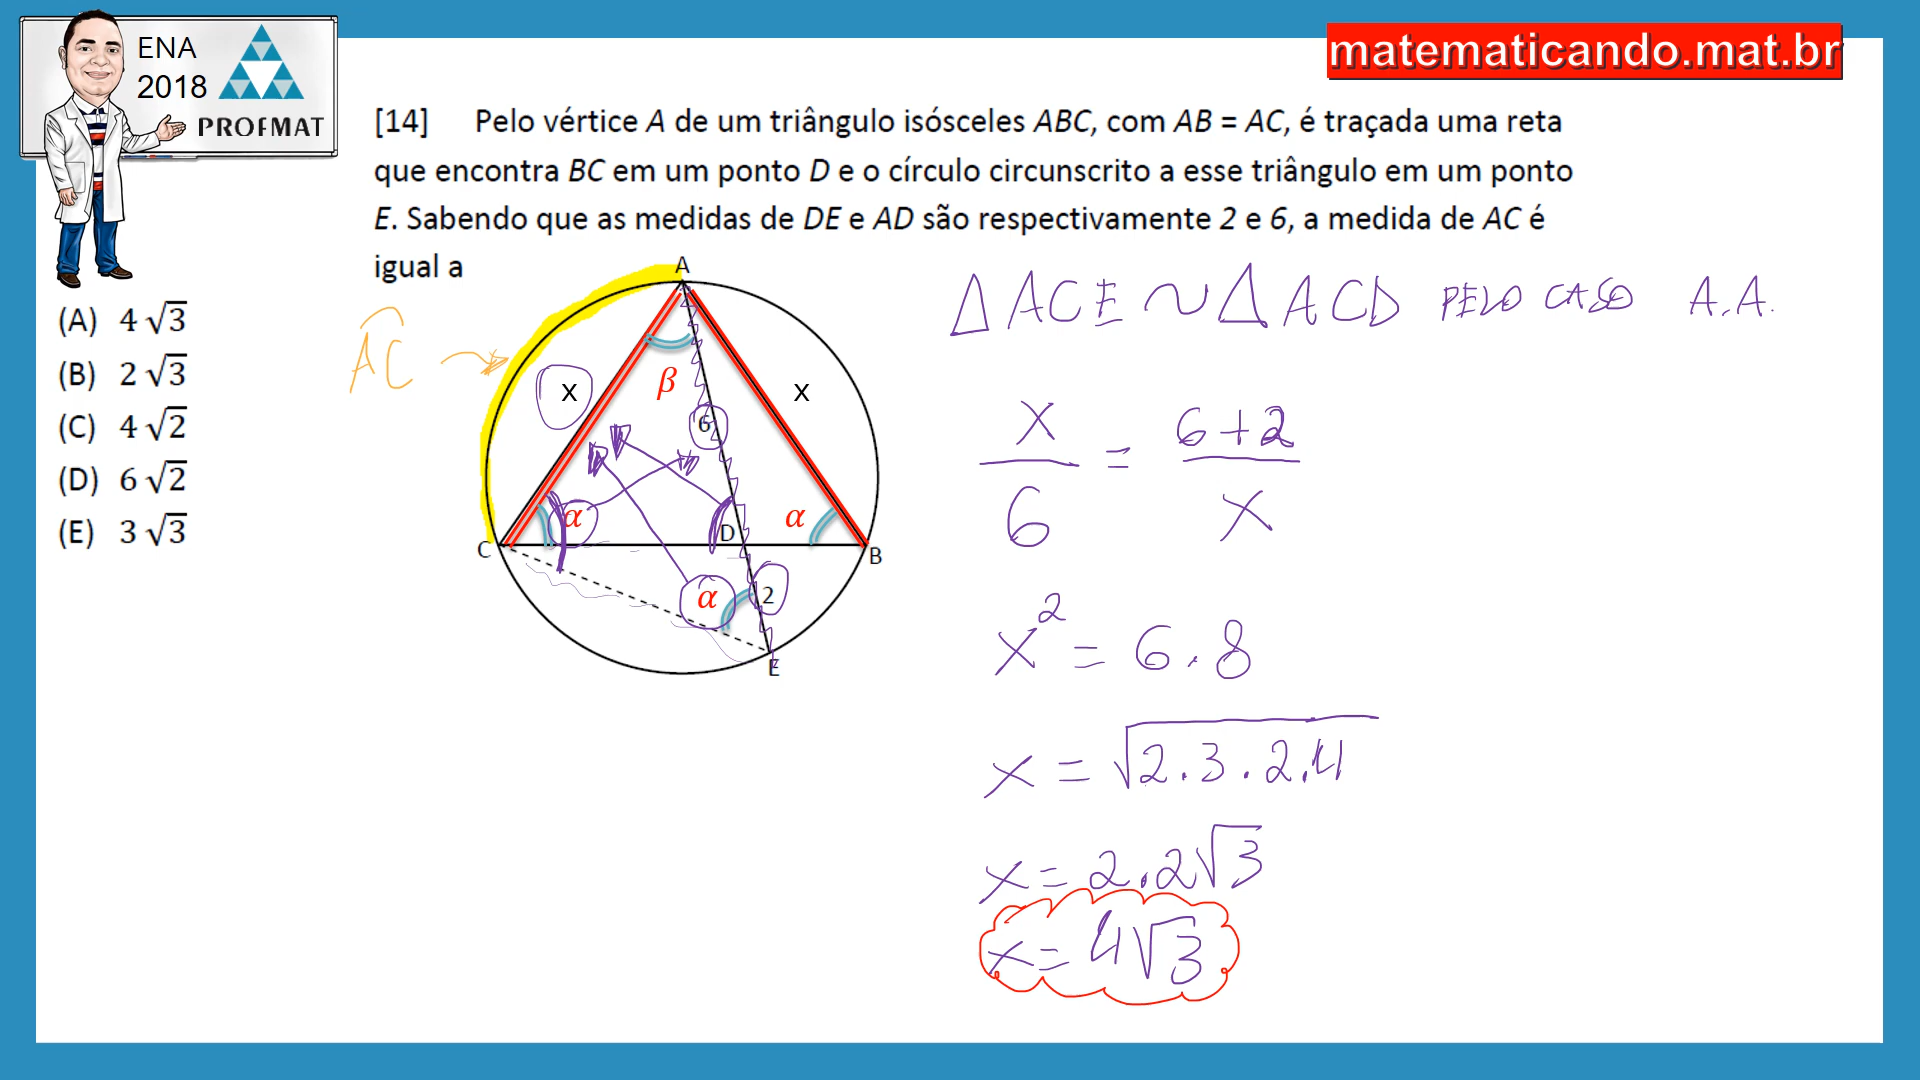 ENA
2018
PROFMAT
matematicando.mat.br
[14] Pelo vértice A de um triângulo isósceles ABC, com AB = AC, é traçada uma reta
que encontra BC em um ponto D e o círculo circunscrito a esse triângulo em um ponto
E. Sabendo que as medidas de DE e AD são respectivamente 2 e 6, a medida de AC é
igual a
(A) 4√3
(B) 2√3
(C) 4√2
(D) 6√2
(E) 3√3
AC
A
x
β
x
6
α
D
α
C
B
α
2
E
Δ ACE ~ Δ ACD PELO CASO A.A.
x/6 = 6+2/x
x² = 6.8
x = √2.3.2.4
x = 2.2√3
x = 4√3